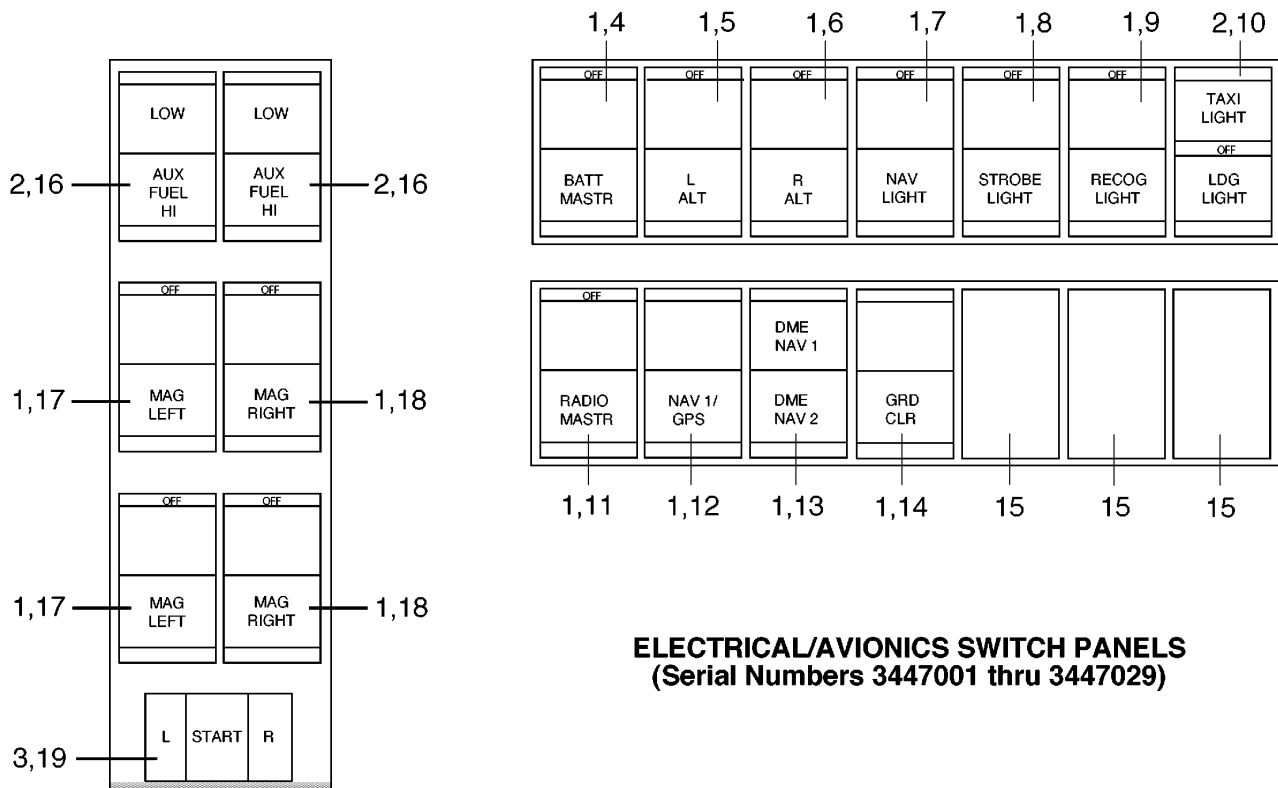 1,4 1,5 1,6 1,7 1,8 1,9 2,10
OFF OFF OFF OFF OFF OFF TAXI LIGHT
OFF
BATT MASTR
L ALT
R ALT
NAV LIGHT
STROBE LIGHT
RECOG LIGHT
LDG LIGHT
LOW LOW
2,16 AUX FUEL HI AUX FUEL HI 2,16
OFF OFF
1,17 MAG LEFT MAG RIGHT 1,18
OFF OFF
1,17 MAG LEFT MAG RIGHT 1,18
3,19 L START R
OFF
DME NAV 1
RADIO MASTR
NAV 1/ GPS
DME NAV 2
GRD CLR
1,11 1,12 1,13 1,14 15 15 15
ELECTRICAL/AVIONICS SWITCH PANELS
(Serial Numbers 3447001 thru 3447029)